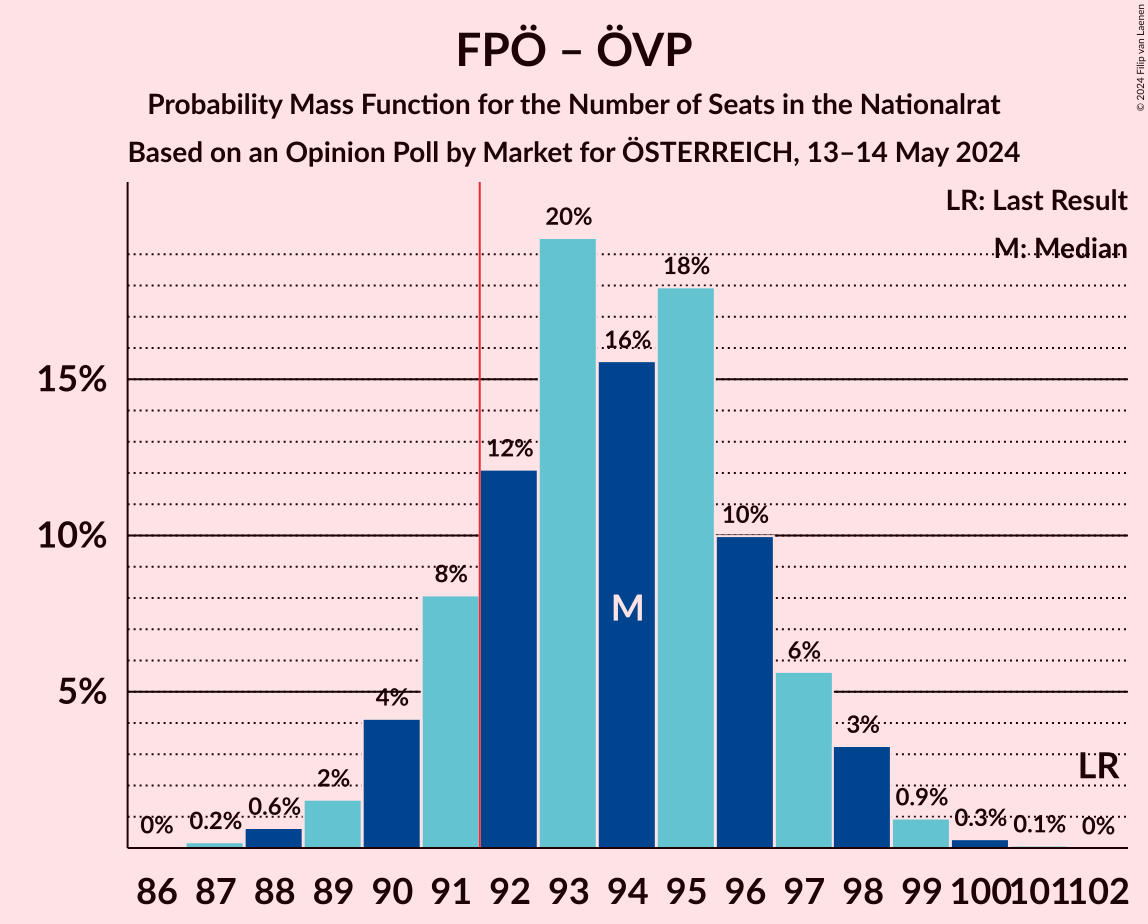 FPÖ – ÖVP
Probability Mass Function for the Number of Seats in the Nationalrat
Based on an Opinion Poll by Market for ÖSTERREICH, 13–14 May 2024
© 2024 Filip van Laenen
LR: Last Result
M: Median
20%
18%
16%
15%
12%
10%
10%
8%
M
6%
5%
4%
3%
LR
2%
0.9%
0.6%
0.3%
0.2%
0.1%
0%
0%
86 87 88 89 90 91 92 93 94 95 96 97 98 99 100 101 102